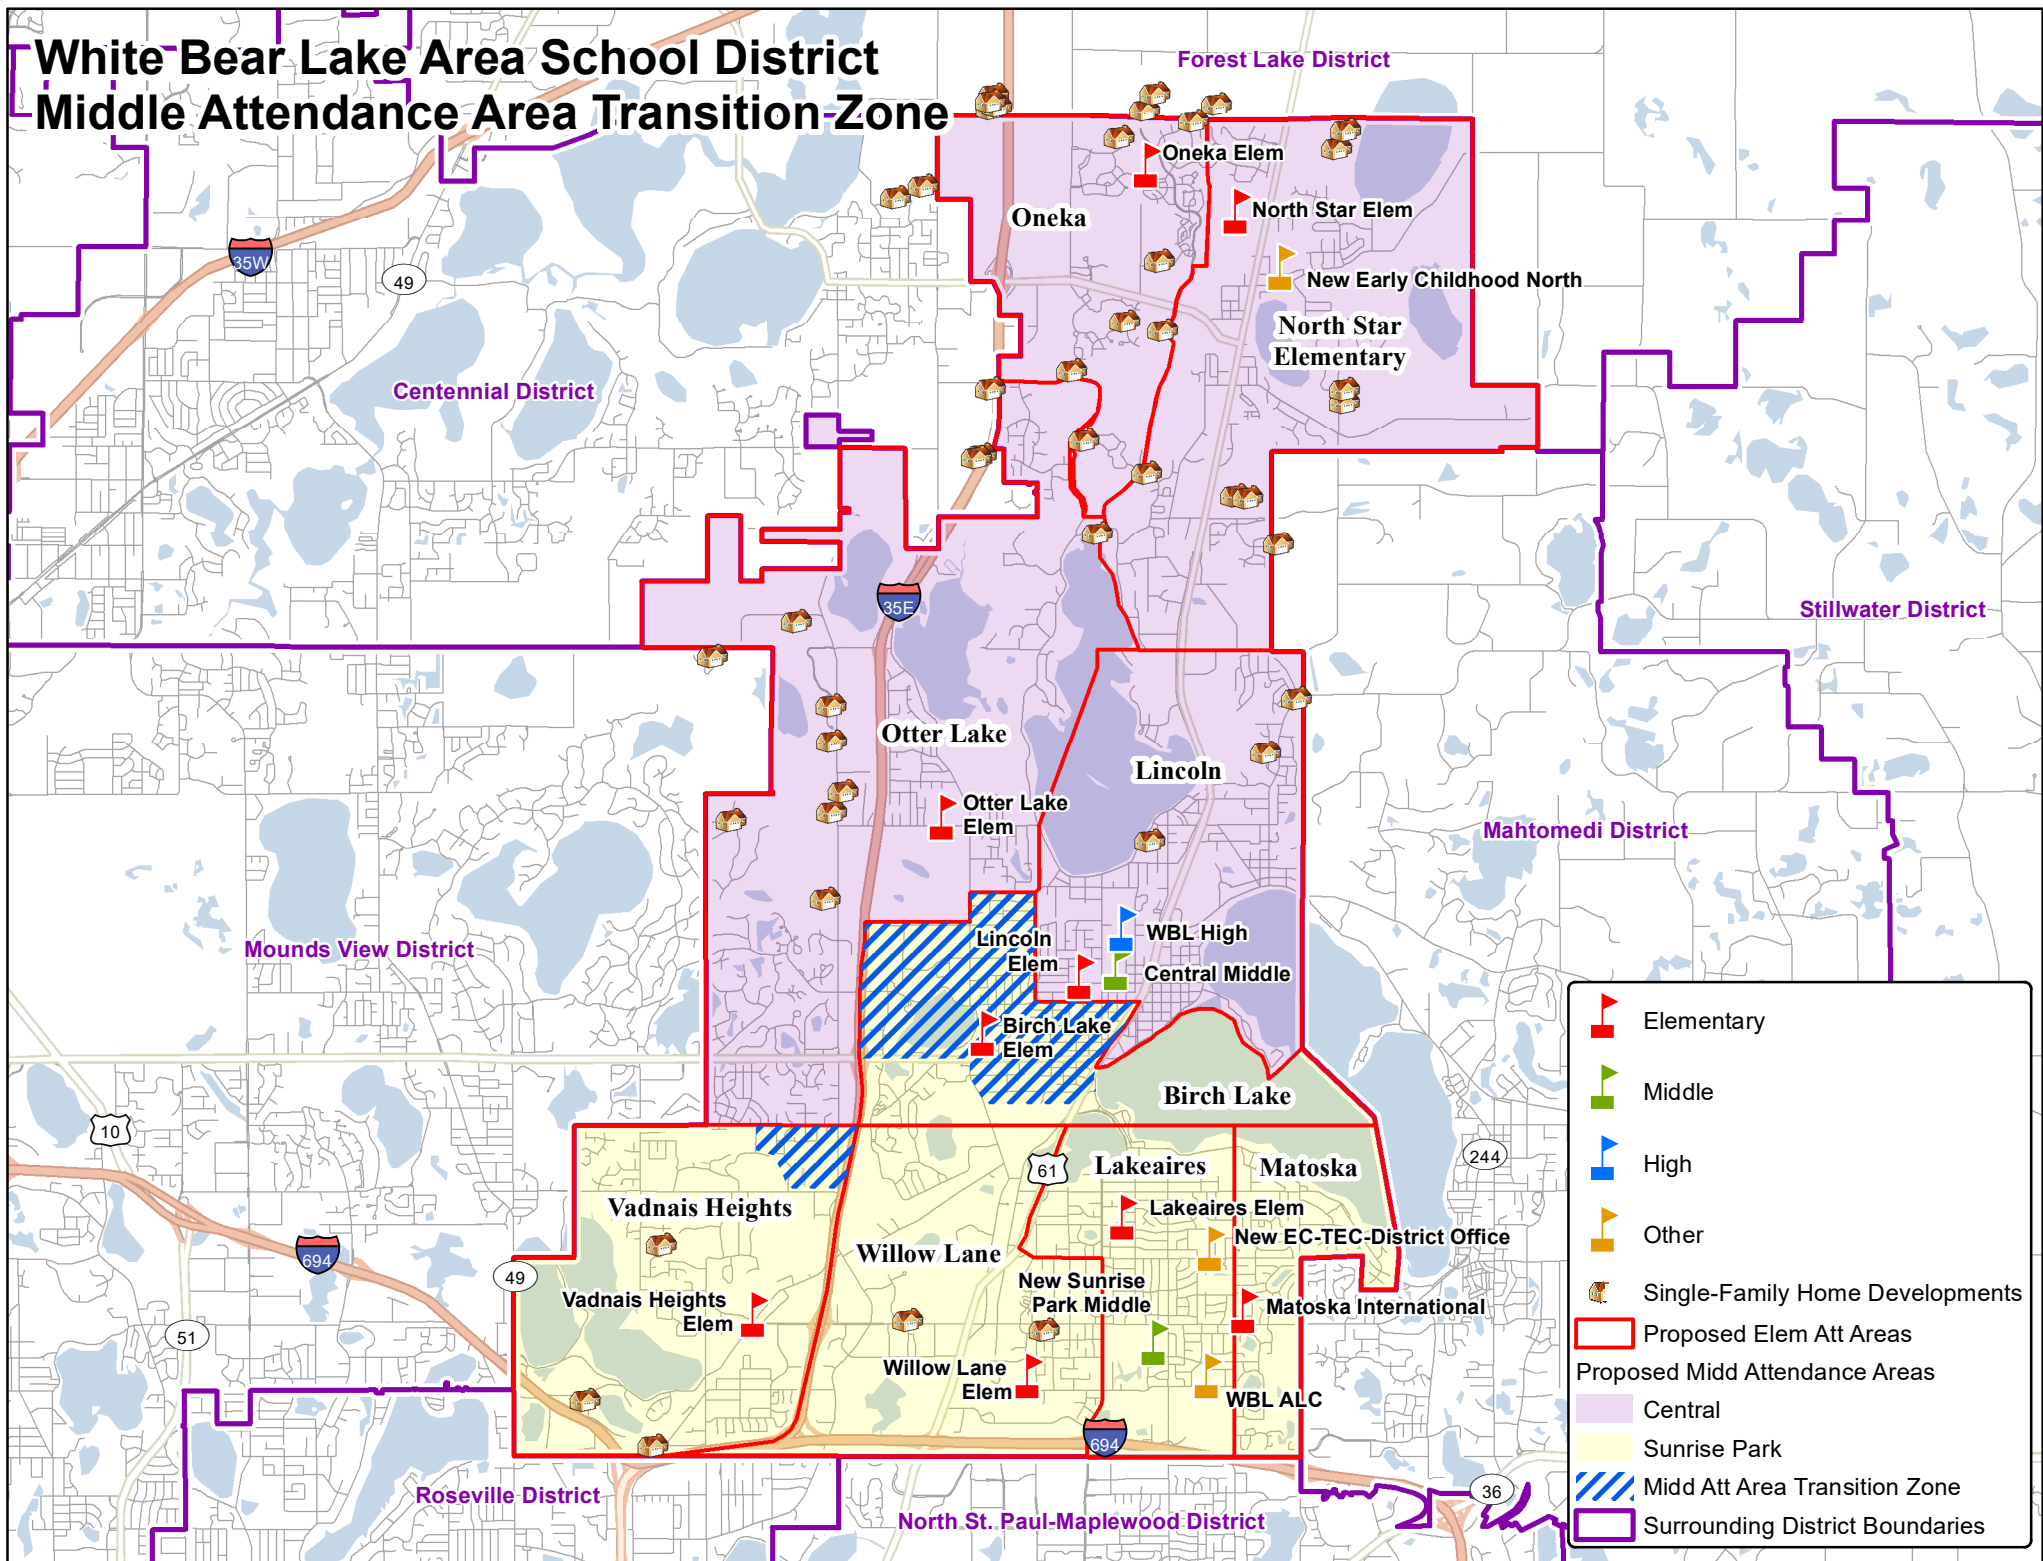 White Bear Lake Area School District
Middle Attendance Area Transition Zone
Forest Lake District
Oneka Elem
Oneka
North Star Elem
35W
49
New Early Childhood North
North Star
Elementary
Centennial District
35E
Stillwater District
Otter Lake
Lincoln
Otter Lake
Elem
Mahtomedi District
Mounds View District
Lincoln
Elem
WBL High
Central Middle
Birch Lake
Elem
Birch Lake
10
61
Lakeaires
Matoska
244
Vadnais Heights
Lakeaires Elem
Willow Lane
New EC-TEC-District Office
694
49
New Sunrise
Park Middle
Vadnais Heights
Elem
Matoska International
51
Willow Lane
Elem
WBL ALC
694
Roseville District
36
North St. Paul-Maplewood District
Elementary
Middle
High
Other
Single-Family Home Developments
Proposed Elem Att Areas
Proposed Midd Attendance Areas
Central
Sunrise Park
Midd Att Area Transition Zone
Surrounding District Boundaries